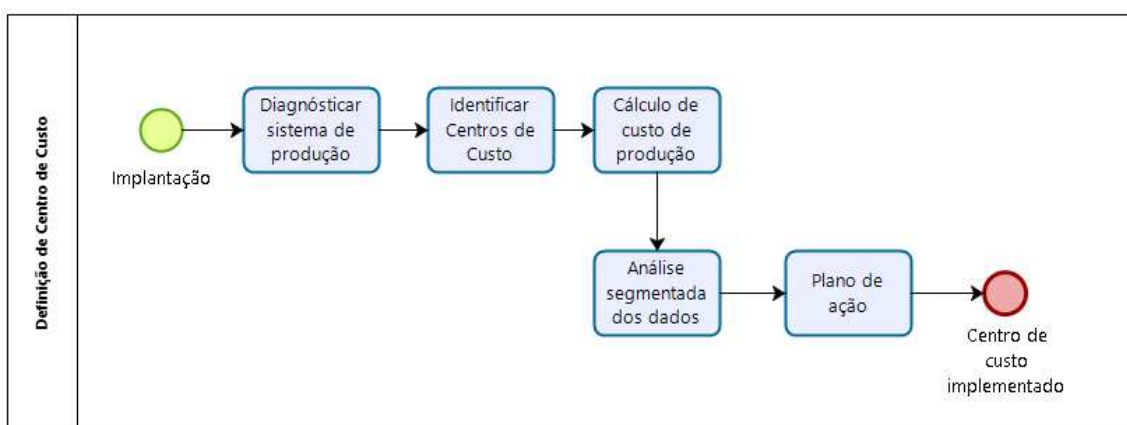 Definição de Centro de Custo
Implantação
Diagnósticar
sistema de
produção
Identificar
Centros de
Custo
Cálculo de
custo de
produção
Análise
segmentada
dos dados
Plano de
ação
Centro de
custo
implementado